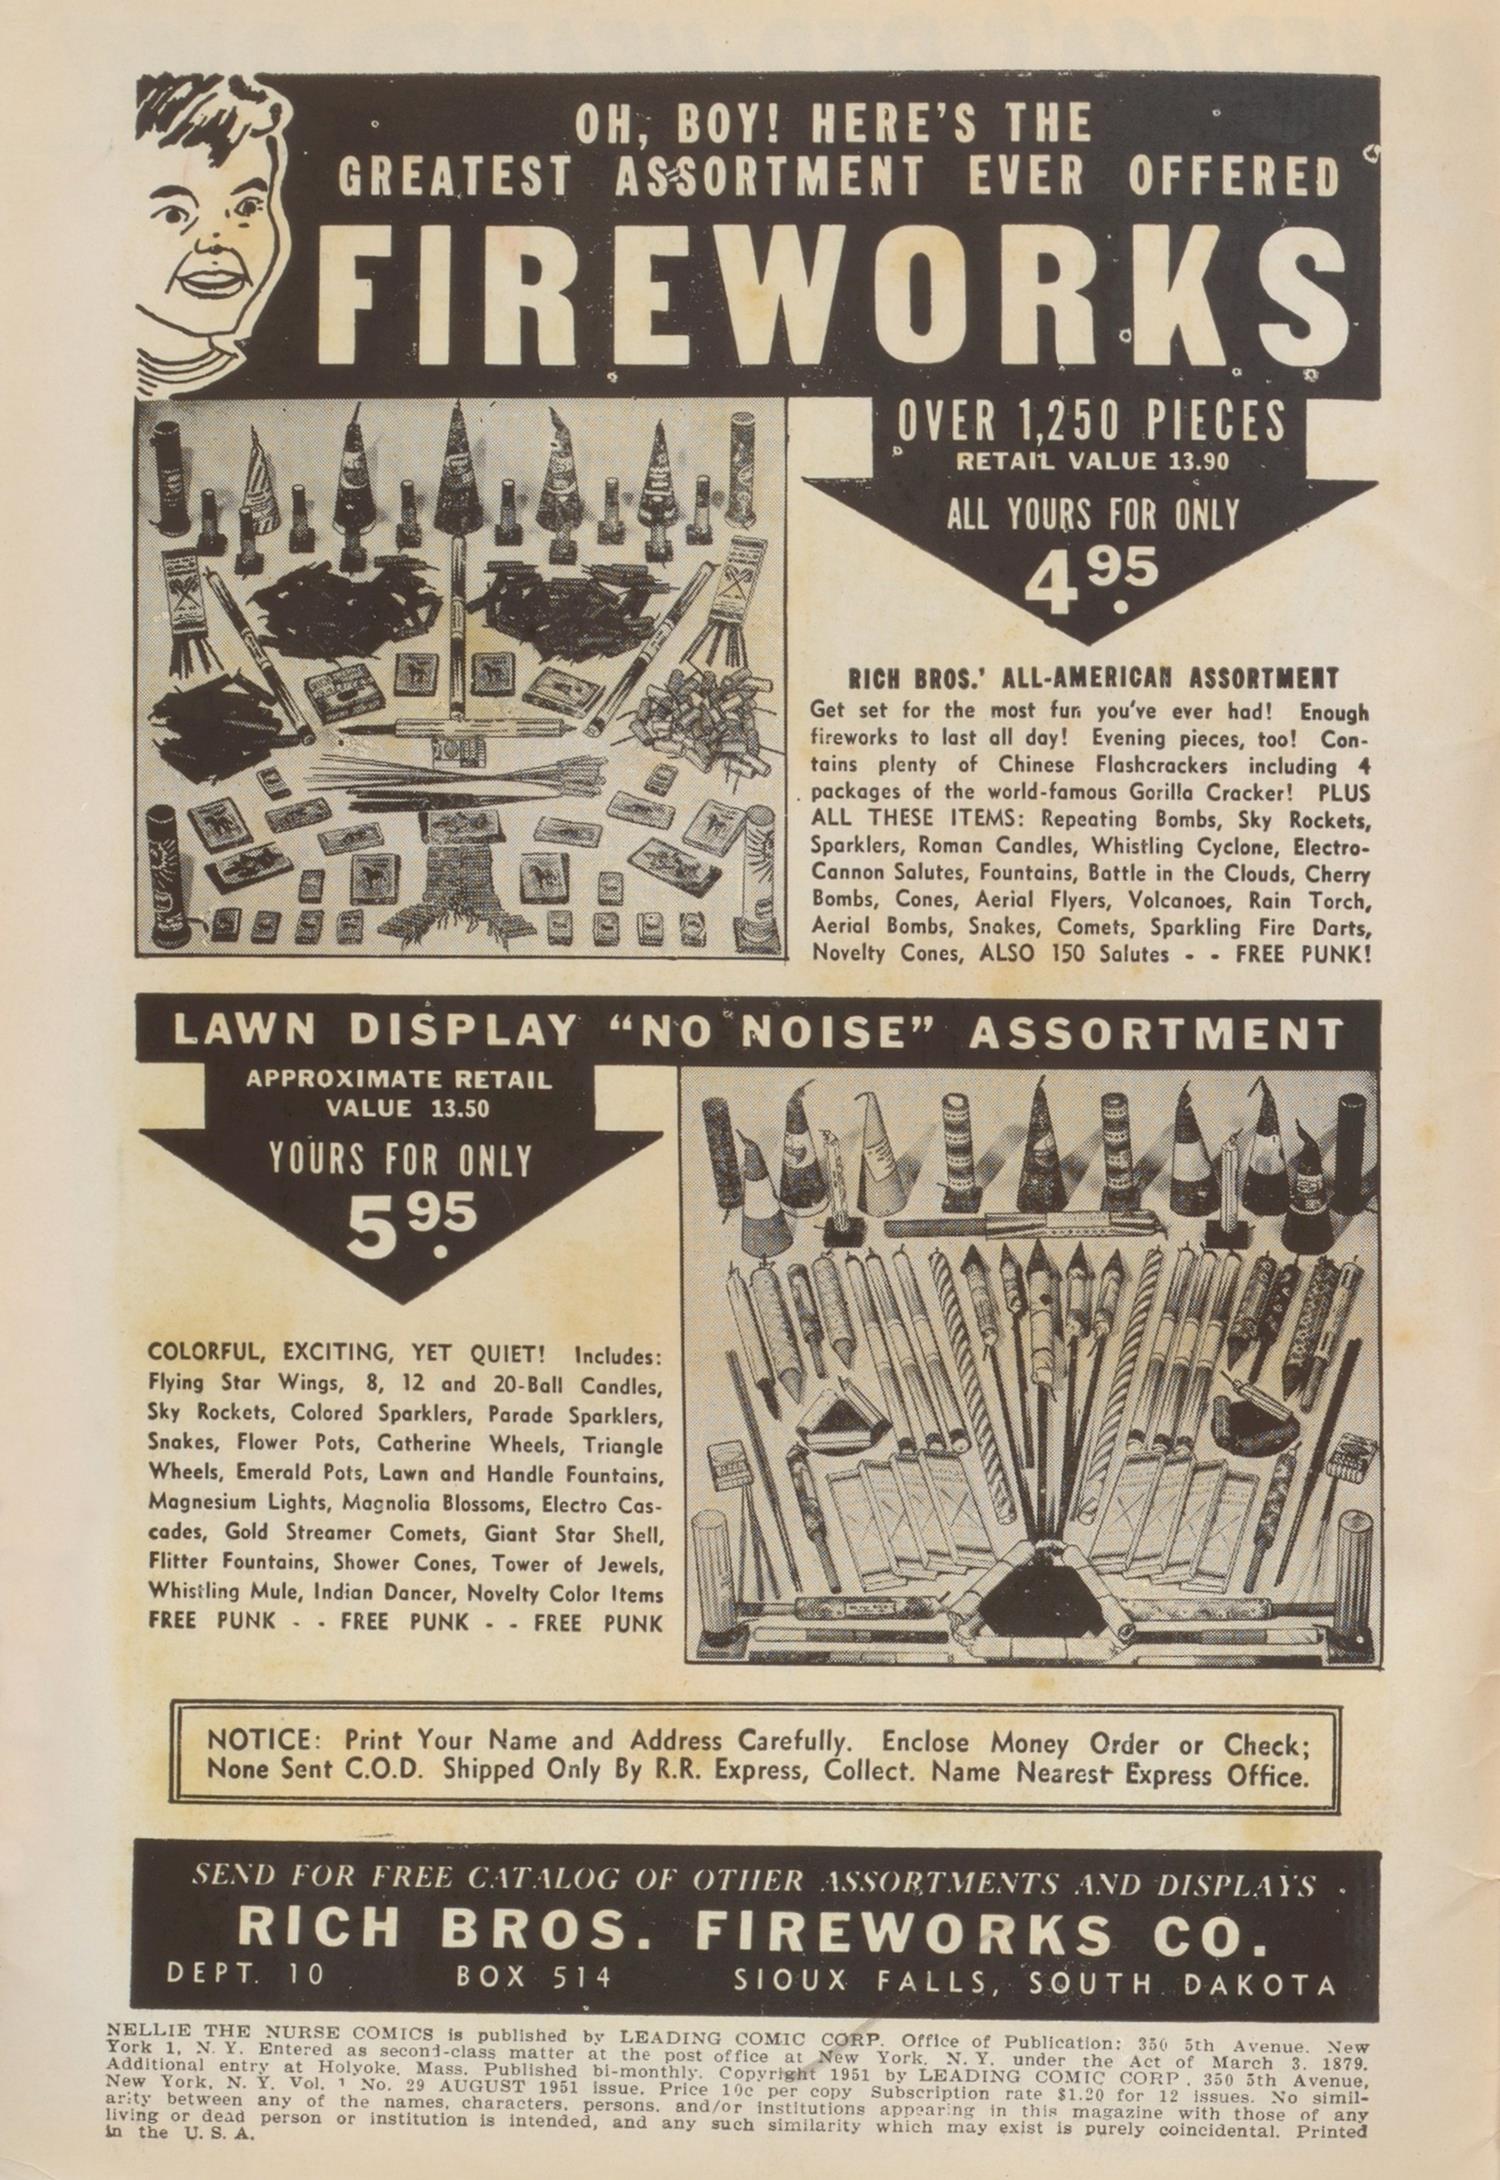 OH, BOY! HERE'S THE
GREATEST ASSORTMENT EVER OFFERED
FIREWORKS
OVER 1,250 PIECES
RETAIL VALUE 13.90
ALL YOURS FOR ONLY
4.95
RICH BROS.' ALL-AMERICAN ASSORTMENT
Get set for the most fun you've ever had! Enough
fireworks to last all day! Evening pieces, too! Con-
tains plenty of Chinese Flashcrackers including 4
packages of the world-famous Gorilla Cracker! PLUS
ALL THESE ITEMS: Repeating Bombs, Sky Rockets,
Sparklers, Roman Candles, Whistling Cyclone, Electro-
Cannon Salutes, Fountains, Battle in the Clouds, Cherry
Bombs, Cones, Aerial Flyers, Volcanoes, Rain Torch,
Aerial Bombs, Snakes, Comets, Sparkling Fire Darts,
Novelty Cones, ALSO 150 Salutes - - FREE PUNK!
LAWN DISPLAY "NO NOISE" ASSORTMENT
APPROXIMATE RETAIL
VALUE 13.50
YOURS FOR ONLY
5.95
COLORFUL, EXCITING, YET QUIET! Includes:
Flying Star Wings, 8, 12 and 20-Ball Candles,
Sky Rockets, Colored Sparklers, Parade Sparklers,
Snakes, Flower Pots, Catherine Wheels, Triangle
Wheels, Emerald Pots, Lawn and Handle Fountains,
Magnesium Lights, Magnolia Blossoms, Electro Cas-
cades, Gold Streamer Comets, Giant Star Shell,
Flitter Fountains, Shower Cones, Tower of Jewels,
Whistling Mule, Indian Dancer, Novelty Color Items
FREE PUNK - - FREE PUNK - - FREE PUNK
NOTICE: Print Your Name and Address Carefully. Enclose Money Order or Check;
None Sent C.O.D. Shipped Only By R.R. Express, Collect. Name Nearest Express Office.
SEND FOR FREE CATALOG OF OTHER ASSORTMENTS AND DISPLAYS
RICH BROS. FIREWORKS CO.
DEPT. 10 BOX 514 SIOUX FALLS, SOUTH DAKOTA
NELLIE THE NURSE COMICS is published by LEADING COMIC CORP. Office of Publication: 350 5th Avenue. New
York 1, N. Y. Entered as second-class matter at the post office at New York, N. Y. under the Act of March 3, 1879.
Additional entry at Holyoke, Mass. Published bi-monthly. Copyright 1951 by LEADING COMIC CORP. 350 5th Avenue,
New York, N. Y. Vol. 1 No. 29 AUGUST 1951 issue. Price 10c per copy Subscription rate $1.20 for 12 issues. No simil-
arity between any of the names, characters, persons, and/or institutions appearing in this magazine with those of any
living or dead person or institution is intended, and any such similarity which may exist is purely coincidental. Printed
in the U. S. A.